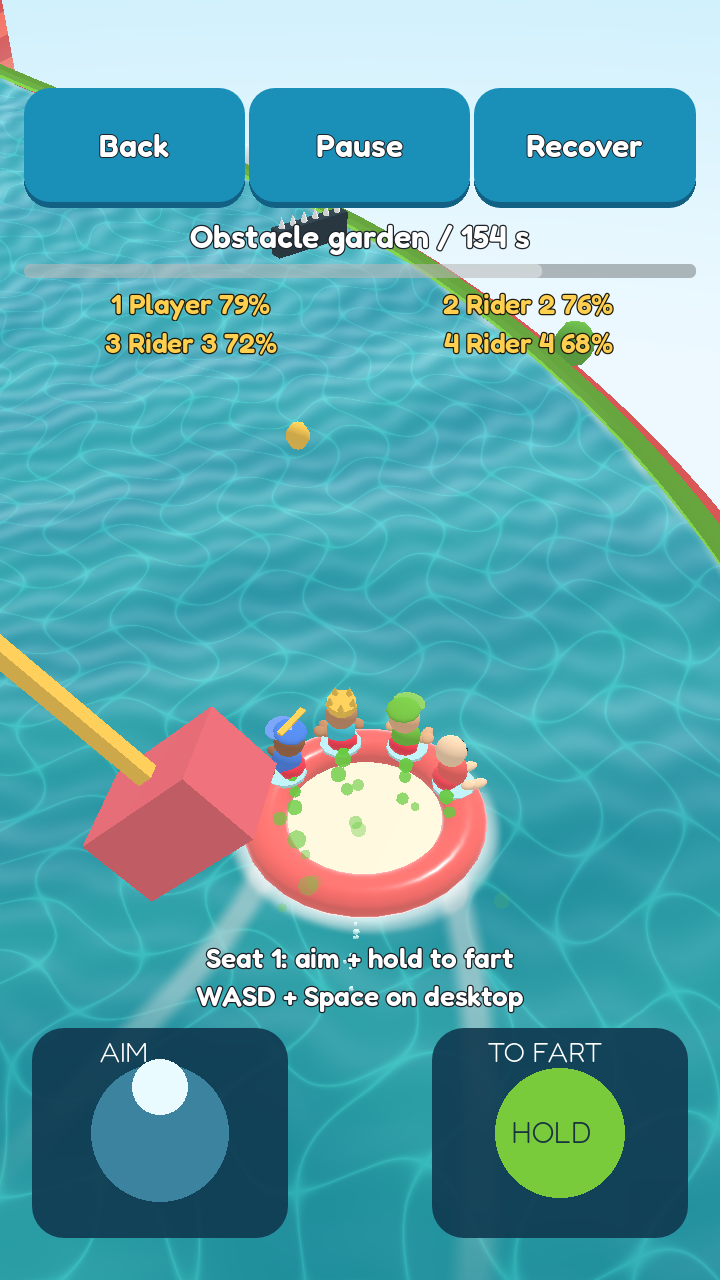 Back
Pause
Recover
Obstacle garden / 154 s
1 Player 79%
2 Rider 2 76%
3 Rider 3 72%
4 Rider 4 68%
Seat 1: aim + hold to fart
WASD + Space on desktop
AIM
TO FART
HOLD